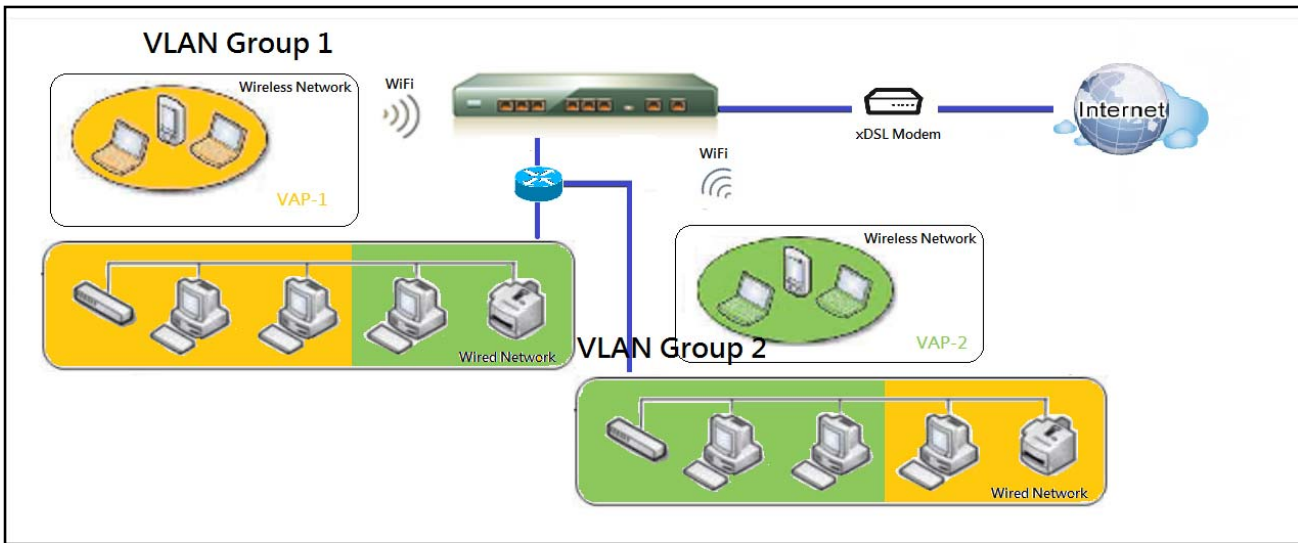 VLAN Group 1
Wireless Network
WiFi
VAP-1
xDSL Modem
Internet
WiFi
Wireless Network
VAP-2
Wired Network
VLAN Group 2
Wired Network